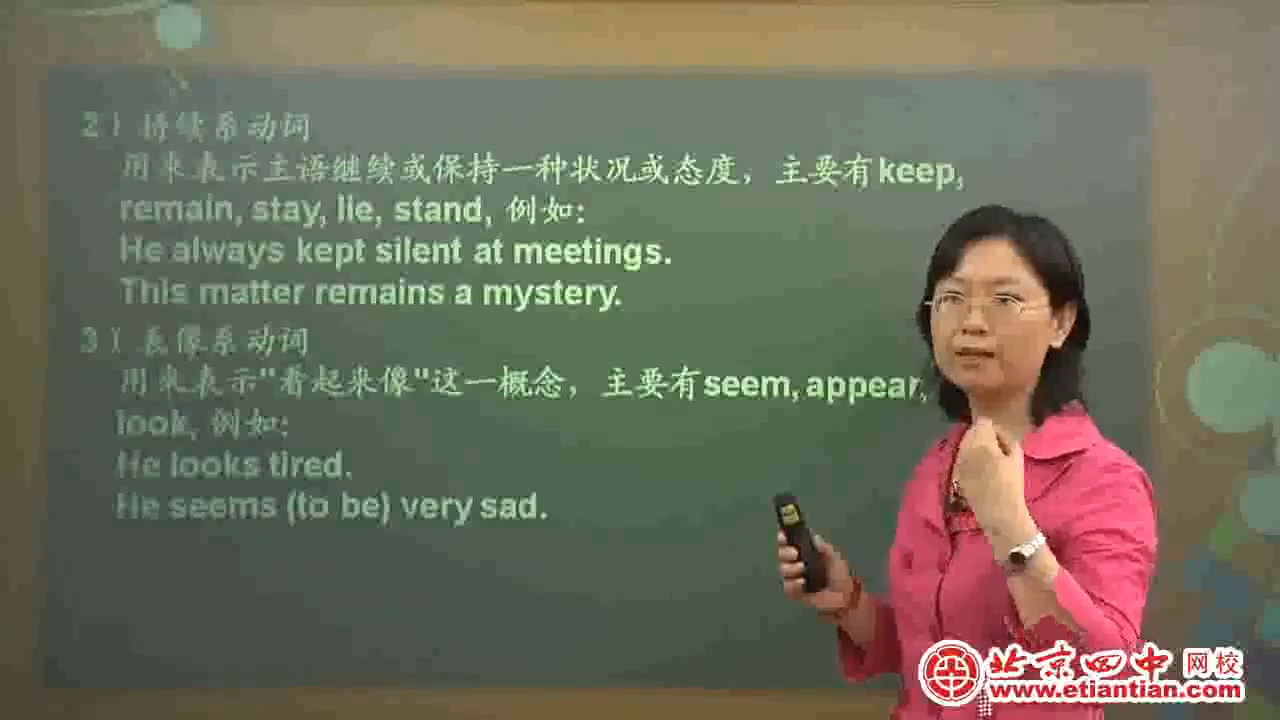 2）持续系动词
用来表示主语继续或保持一种状况或态度，主要有keep,
remain, stay, lie, stand, 例如:
He always kept silent at meetings.
This matter remains a mystery.
3）表像系动词
用来表示"看起来像"这一概念，主要有seem, appear,
look, 例如:
He looks tired.
He seems (to be) very sad.
北京四中网校
www.etiantian.com